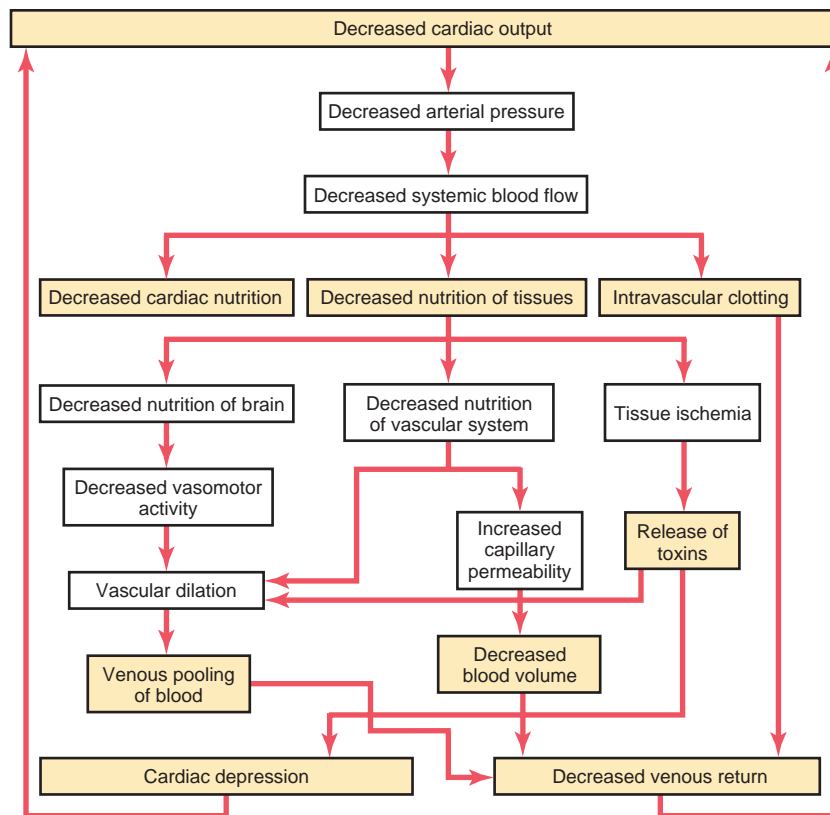 Decreased cardiac output
Decreased arterial pressure
Decreased systemic blood flow
Decreased cardiac nutrition
Decreased nutrition of tissues
Intravascular clotting
Decreased nutrition of brain
Decreased nutrition
of vascular system
Tissue ischemia
Decreased vasomotor
activity
Increased
capillary
permeability
Release of
toxins
Vascular dilation
Venous pooling
of blood
Decreased
blood volume
Cardiac depression
Decreased venous return